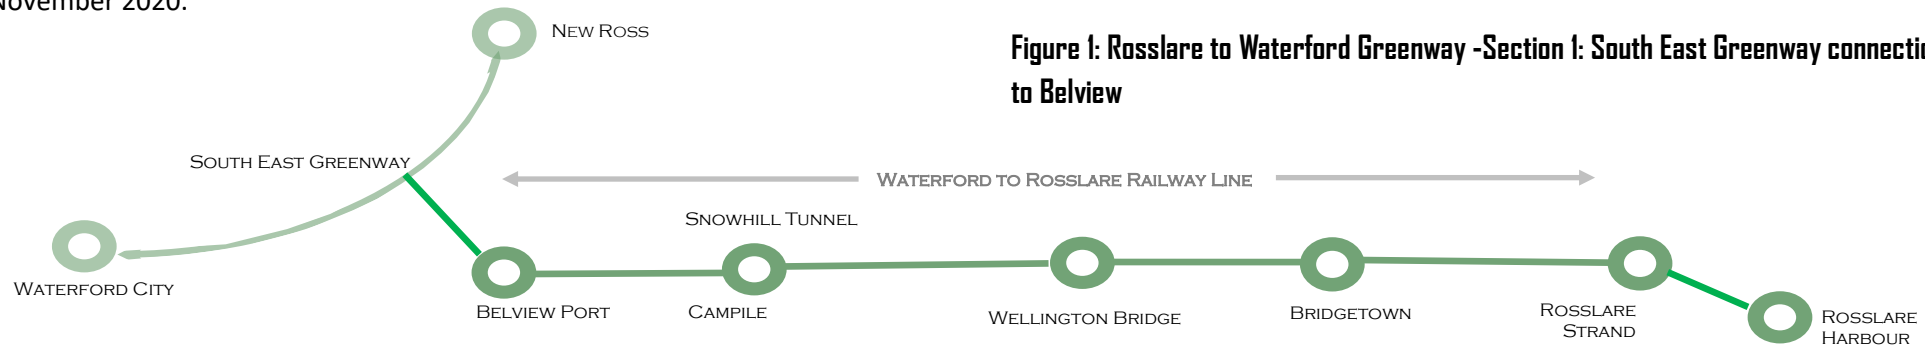 November 2020.
NEW ROSS
Figure 1: Rosslare to Waterford Greenway -Section 1: South East Greenway connectio
to Belview
SOUTH EAST GREENWAY
WATERFORD TO ROSSLARE RAILWAY LINE
SNOWHILL TUNNEL
WATERFORD CITY
BELVIEW PORT
CAMPILE
WELLINGTON BRIDGE
BRIDGETOWN
ROSSLARE
STRAND
ROSSLARE
HARBOUR